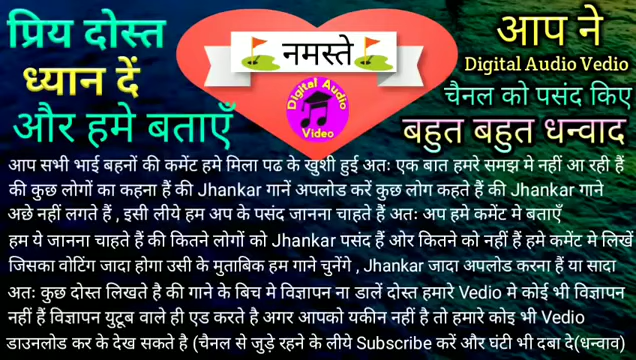 प्रिय दोस्त
ध्यान दें
और हमे बताएँ
नमस्ते
Digital Audio
Video
आप ने
Digital Audio Vedio
चैनल को पसंद किए
बहुत बहुत धन्वाद
आप सभी भाई बहनों की कमेंट हमे मिला पढ के खुशी हुई अतः एक बात हमरे समझ मे नहीं आ रही हैं
की कुछ लोगों का कहना हैं की Jhankar गानें अपलोड करें कुछ लोग कहते हैं की Jhankar गाने
अछे नहीं लगते हैं , इसी लीये हम अप के पसंद जानना चाहते हैं अतः अप हमे कमेंट मे बताएँ
हम ये जानना चाहते हैं की कितने लोगों को Jhankar पसंद हैं ओर कितने को नहीं हैं हमे कमेंट मे लिखें
जिसका वोटिंग जादा होगा उसी के मुताबिक हम गाने चुनेंगे , Jhankar जादा अपलोड करना हैं या सादा
अतः कुछ दोस्त लिखते है की गाने के बिच मे विज्ञापन ना डालें दोस्त हमारे Vedio मे कोई भी विज्ञापन
नहीं हैं विज्ञापन युटूब वाले ही एड करते है अगर आपको यकीन नहीं है तो हमारे कोइ भी Vedio
डाउनलोड कर के देख सकते है (चैनल से जुड़े रहने के लीये Subscribe करें और घंटी भी दबा दे(धन्वाव)